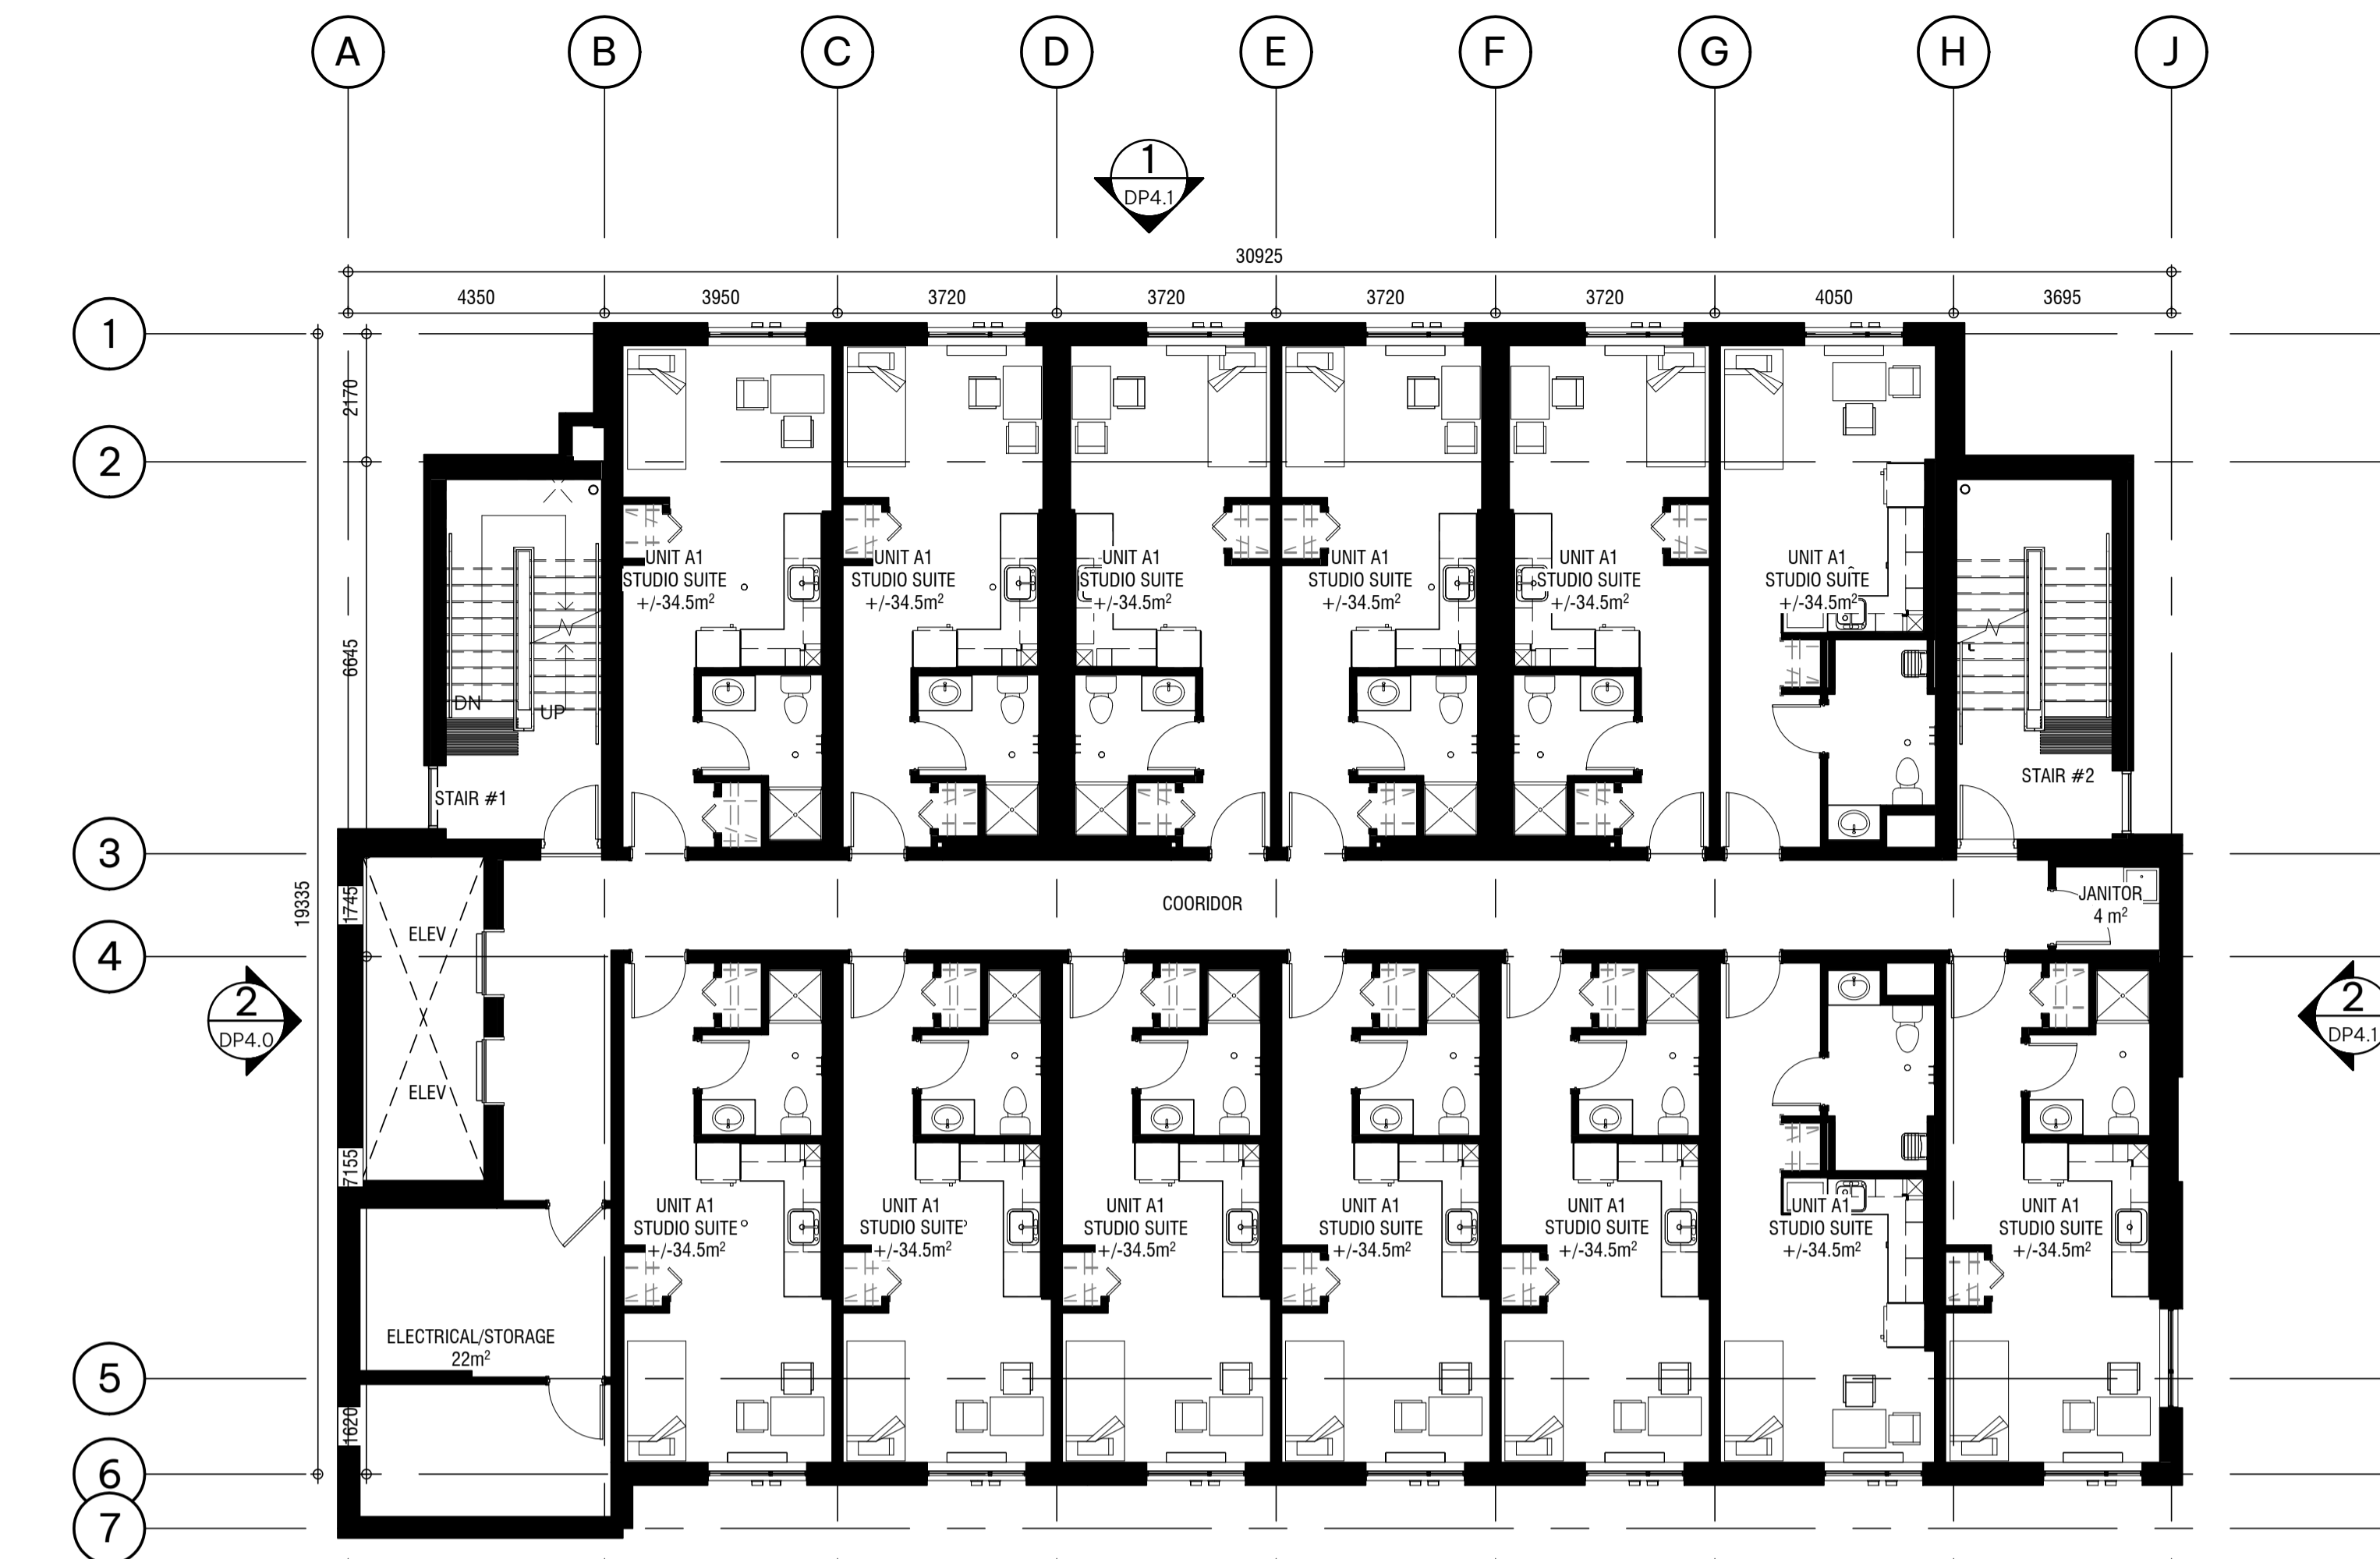 A B C D E F G H J
1
DP4.1
30925
4350 3950 3720 3720 3720 3720 4050 3695
1
2170
2
UNIT A1 UNIT A1 UNIT A1 UNIT A1 UNIT A1 UNIT A1
STUDIO SUITE STUDIO SUITE STUDIO SUITE STUDIO SUITE STUDIO SUITE STUDIO SUITE
+/-34.5m² +/-34.5m² +/-34.5m² +/-34.5m² +/-34.5m² +/-34.5m²
6645
DN
UP
STAIR #1
STAIR #2
3
19335
1745
COORIDOR
JANITOR
4 m²
ELEV
4
2
DP4.0
2
DP4.1
ELEV
7155
UNIT A1 UNIT A1 UNIT A1 UNIT A1 UNIT A1 UNIT A1 UNIT A1
STUDIO SUITE STUDIO SUITE STUDIO SUITE STUDIO SUITE STUDIO SUITE STUDIO SUITE STUDIO SUITE
+/-34.5m² +/-34.5m² +/-34.5m² +/-34.5m² +/-34.5m² +/-34.5m² +/-34.5m²
ELECTRICAL/STORAGE
22m²
5
1620
6
7